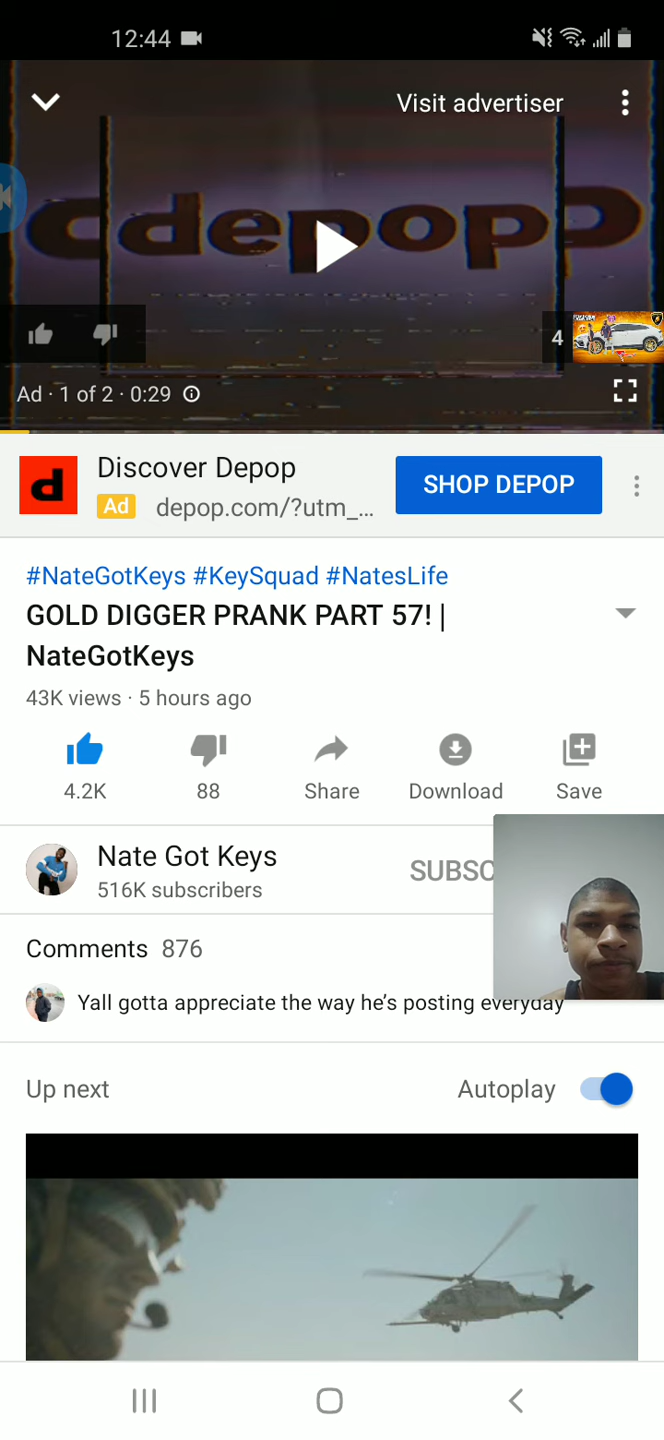 12:44
Visit advertiser
depop
4
Ad · 1 of 2 · 0:29
Discover Depop
SHOP DEPOP
Ad depop.com/?utm_...
#NateGotKeys #KeySquad #NatesLife
GOLD DIGGER PRANK PART 57! |
NateGotKeys
43K views · 5 hours ago
4.2K 88 Share Download Save
Nate Got Keys
SUBSC
516K subscribers
Comments 876
Yall gotta appreciate the way he's posting everyday
Up next Autoplay